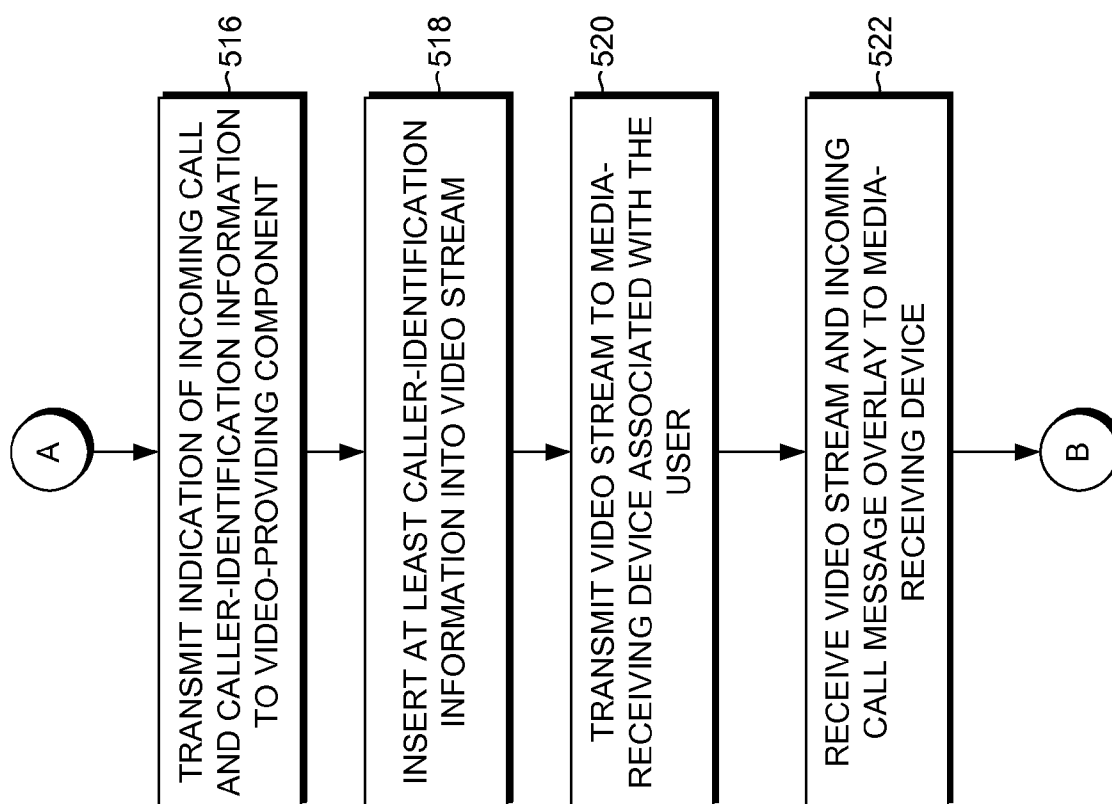 A
TRANSMIT INDICATION OF INCOMING CALL
AND CALLER-IDENTIFICATION INFORMATION
TO VIDEO-PROVIDING COMPONENT
516
INSERT AT LEAST CALLER-IDENTIFICATION
INFORMATION INTO VIDEO STREAM
518
TRANSMIT VIDEO STREAM TO MEDIA-
RECEIVING DEVICE ASSOCIATED WITH THE
USER
520
RECEIVE VIDEO STREAM AND INCOMING
CALL MESSAGE OVERLAY TO MEDIA-
RECEIVING DEVICE
522
B